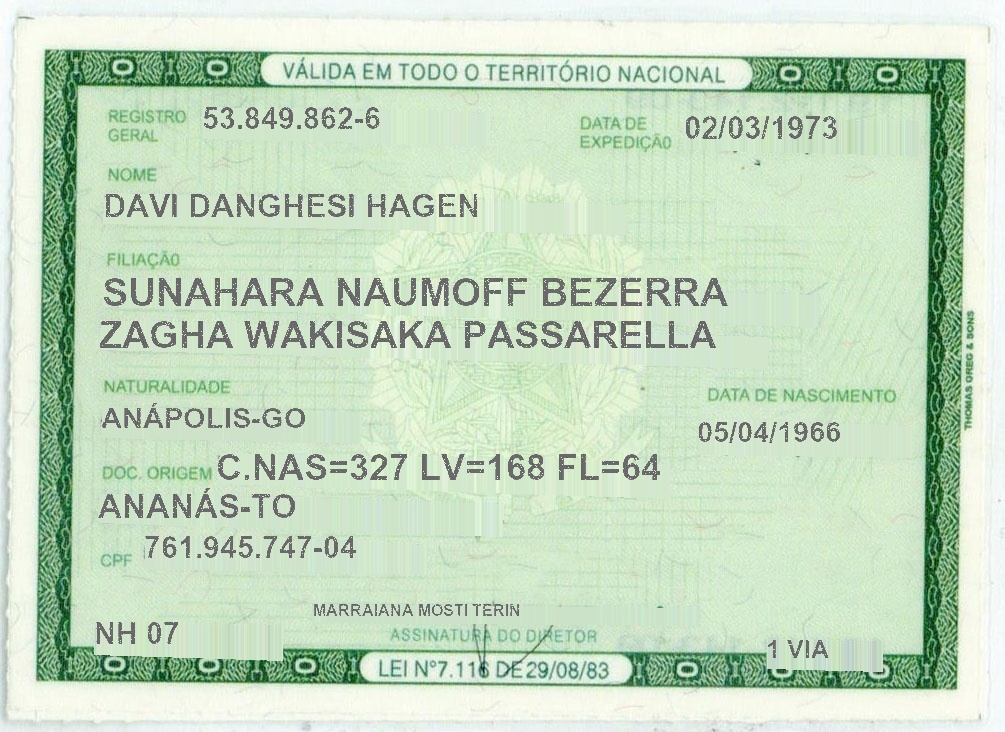 VÁLIDA EM TODO O TERRITÓRIO NACIONAL
REGISTRO GERAL 53.849.862-6
DATA DE EXPEDIÇÃO 02/03/1973
NOME
DAVI DANGHESI HAGEN
FILIAÇÃO
SUNAHARA NAUMOFF BEZERRA
ZAGHA WAKISAKA PASSARELLA
NATURALIDADE
ANÁPOLIS-GO
DATA DE NASCIMENTO
05/04/1966
DOC. ORIGEM C.NAS=327 LV=168 FL=64
ANANÁS-TO
CPF 761.945.747-04
MARRAIANA MOSTI TERIN
NH 07
ASSINATURA DO DIRETOR
1 VIA
LEI Nº7.116 DE 29/08/83
THOMAS GREG & SONS